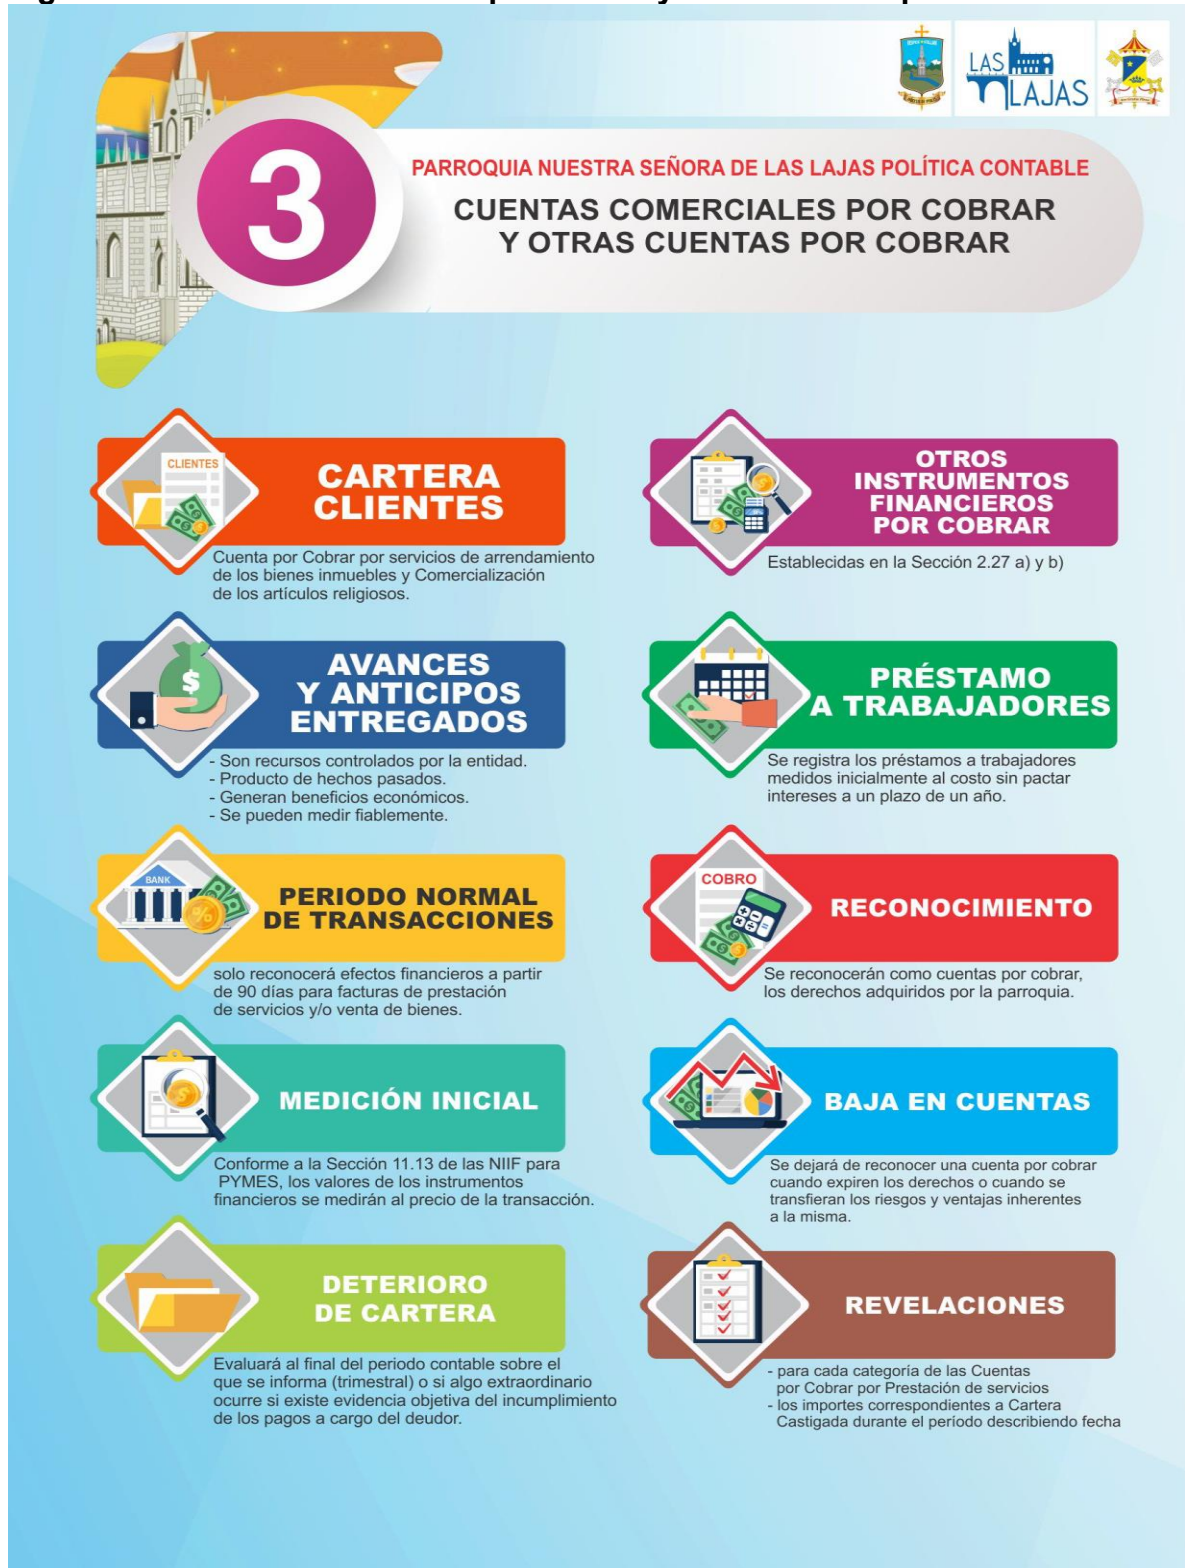 LAS
LAJAS
3
PARROQUIA NUESTRA SEÑORA DE LAS LAJAS POLÍTICA CONTABLE
CUENTAS COMERCIALES POR COBRAR
Y OTRAS CUENTAS POR COBRAR
CLIENTES
CARTERA
CLIENTES
Cuenta por Cobrar por servicios de arrendamiento
de los bienes inmuebles y Comercialización
de los artículos religiosos.
OTROS
INSTRUMENTOS
FINANCIEROS
POR COBRAR
Establecidas en la Sección 2.27 a) y b)
$
AVANCES
Y ANTICIPOS
ENTREGADOS
- Son recursos controlados por la entidad.
- Producto de hechos pasados.
- Generan beneficios económicos.
- Se pueden medir fiablemente.
PRÉSTAMO
A TRABAJADORES
Se registra los préstamos a trabajadores
medidos inicialmente al costo sin pactar
intereses a un plazo de un año.
BANK
%
PERIODO NORMAL
DE TRANSACCIONES
solo reconocerá efectos financieros a partir
de 90 días para facturas de prestación
de servicios y/o venta de bienes.
COBRO
RECONOCIMIENTO
Se reconocerán como cuentas por cobrar,
los derechos adquiridos por la parroquia.
MEDICIÓN INICIAL
Conforme a la Sección 11.13 de las NIIF para
PYMES, los valores de los instrumentos
financieros se medirán al precio de la transacción.
BAJA EN CUENTAS
Se dejará de reconocer una cuenta por cobrar
cuando expiren los derechos o cuando se
transfieran los riesgos y ventajas inherentes
a la misma.
DETERIORO
DE CARTERA
Evaluará al final del periodo contable sobre el
que se informa (trimestral) o si algo extraordinario
ocurre si existe evidencia objetiva del incumplimiento
de los pagos a cargo del deudor.
REVELACIONES
- para cada categoría de las Cuentas
por Cobrar por Prestación de servicios
- los importes correspondientes a Cartera
Castigada durante el período describiendo fecha